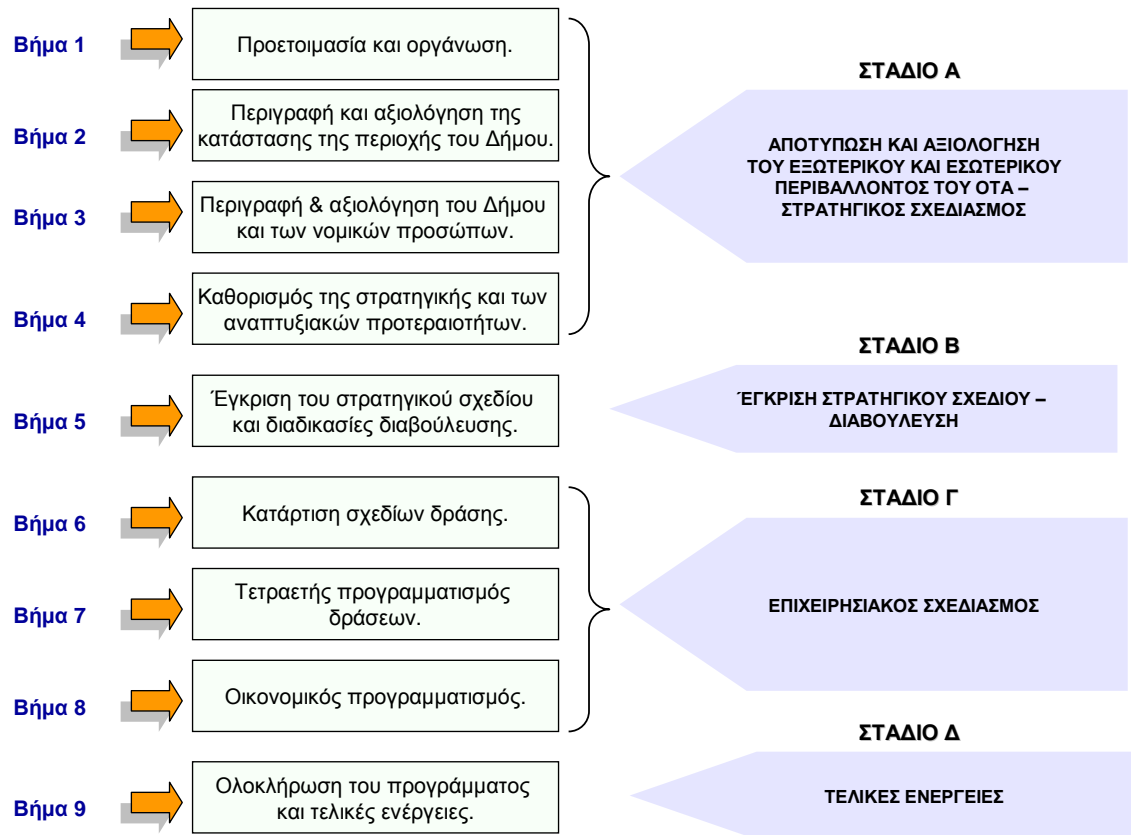 Βήμα 1
Προετοιμασία και οργάνωση.
Βήμα 2
Περιγραφή και αξιολόγηση της
κατάστασης της περιοχής του Δήμου.
Βήμα 3
Περιγραφή & αξιολόγηση του Δήμου
και των νομικών προσώπων.
Βήμα 4
Καθορισμός της στρατηγικής και των
αναπτυξιακών προτεραιοτήτων.
ΣΤΑΔΙΟ Α
ΑΠΟΤΥΠΩΣΗ ΚΑΙ ΑΞΙΟΛΟΓΗΣΗ
ΤΟΥ ΕΞΩΤΕΡΙΚΟΥ ΚΑΙ ΕΣΩΤΕΡΙΚΟΥ
ΠΕΡΙΒΑΛΛΟΝΤΟΣ ΤΟΥ ΟΤΑ –
ΣΤΡΑΤΗΓΙΚΟΣ ΣΧΕΔΙΑΣΜΟΣ
Βήμα 5
Έγκριση του στρατηγικού σχεδίου
και διαδικασίες διαβούλευσης.
ΣΤΑΔΙΟ Β
ΈΓΚΡΙΣΗ ΣΤΡΑΤΗΓΙΚΟΥ ΣΧΕΔΙΟΥ –
ΔΙΑΒΟΥΛΕΥΣΗ
Βήμα 6
Κατάρτιση σχεδίων δράσης.
Βήμα 7
Τετραετής προγραμματισμός
δράσεων.
Βήμα 8
Οικονομικός προγραμματισμός.
ΣΤΑΔΙΟ Γ
ΕΠΙΧΕΙΡΗΣΙΑΚΟΣ ΣΧΕΔΙΑΣΜΟΣ
Βήμα 9
Ολοκλήρωση του προγράμματος
και τελικές ενέργειες.
ΣΤΑΔΙΟ Δ
ΤΕΛΙΚΕΣ ΕΝΕΡΓΕΙΕΣ